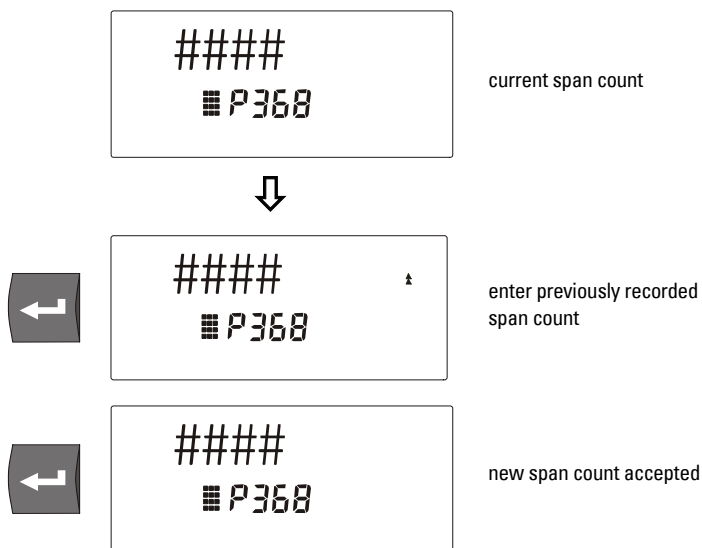 ####
P368
current span count
####
P368
enter previously recorded
span count
####
P368
new span count accepted